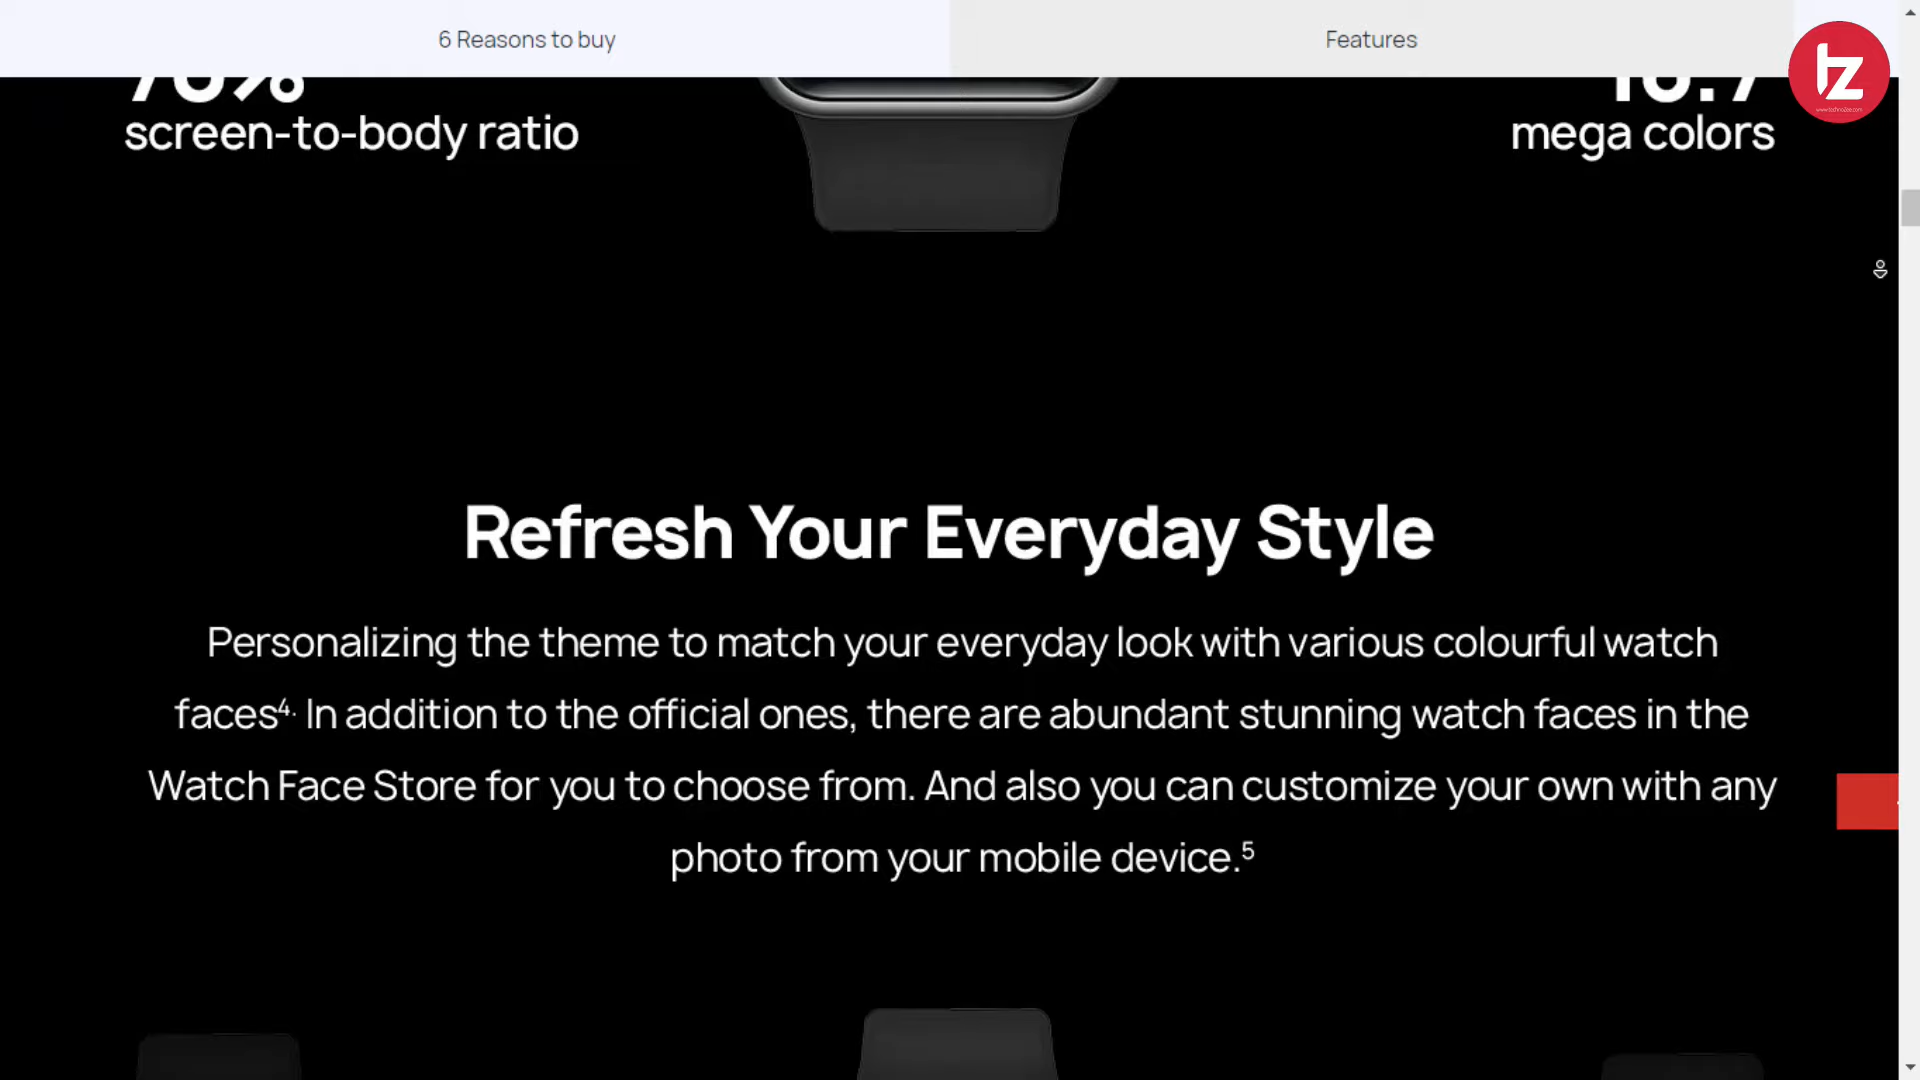 6 Reasons to buy
Features
screen-to-body ratio
mega colors
Refresh Your Everyday Style
Personalizing the theme to match your everyday look with various colourful watch
faces⁴· In addition to the official ones, there are abundant stunning watch faces in the
Watch Face Store for you to choose from. And also you can customize your own with any
photo from your mobile device.⁵